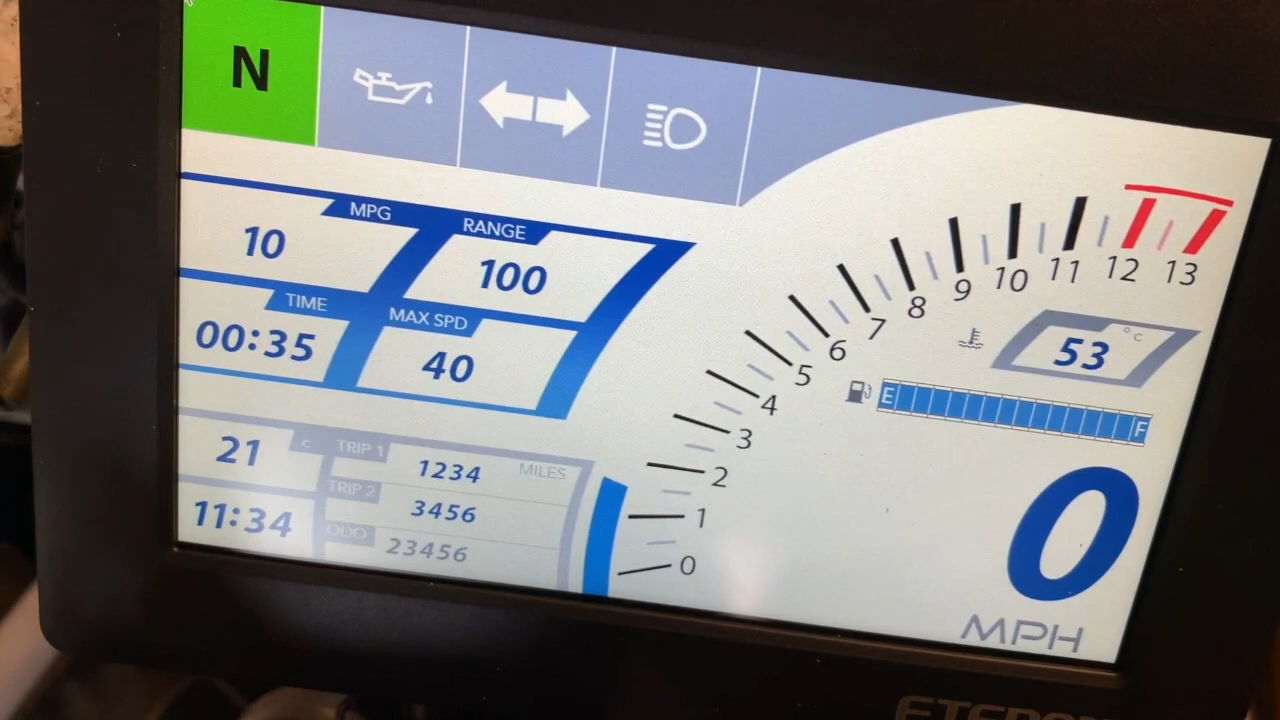 N
MPG
10
RANGE
100
TIME
00:35
MAX SPD
40
21
C
11:34
TRIP 1
1234
MILES
TRIP 2
3456
ODO
23456
0
1
2
3
4
5
6
7
8
9
10
11
12
13
53
°C
E
F
0
MPH